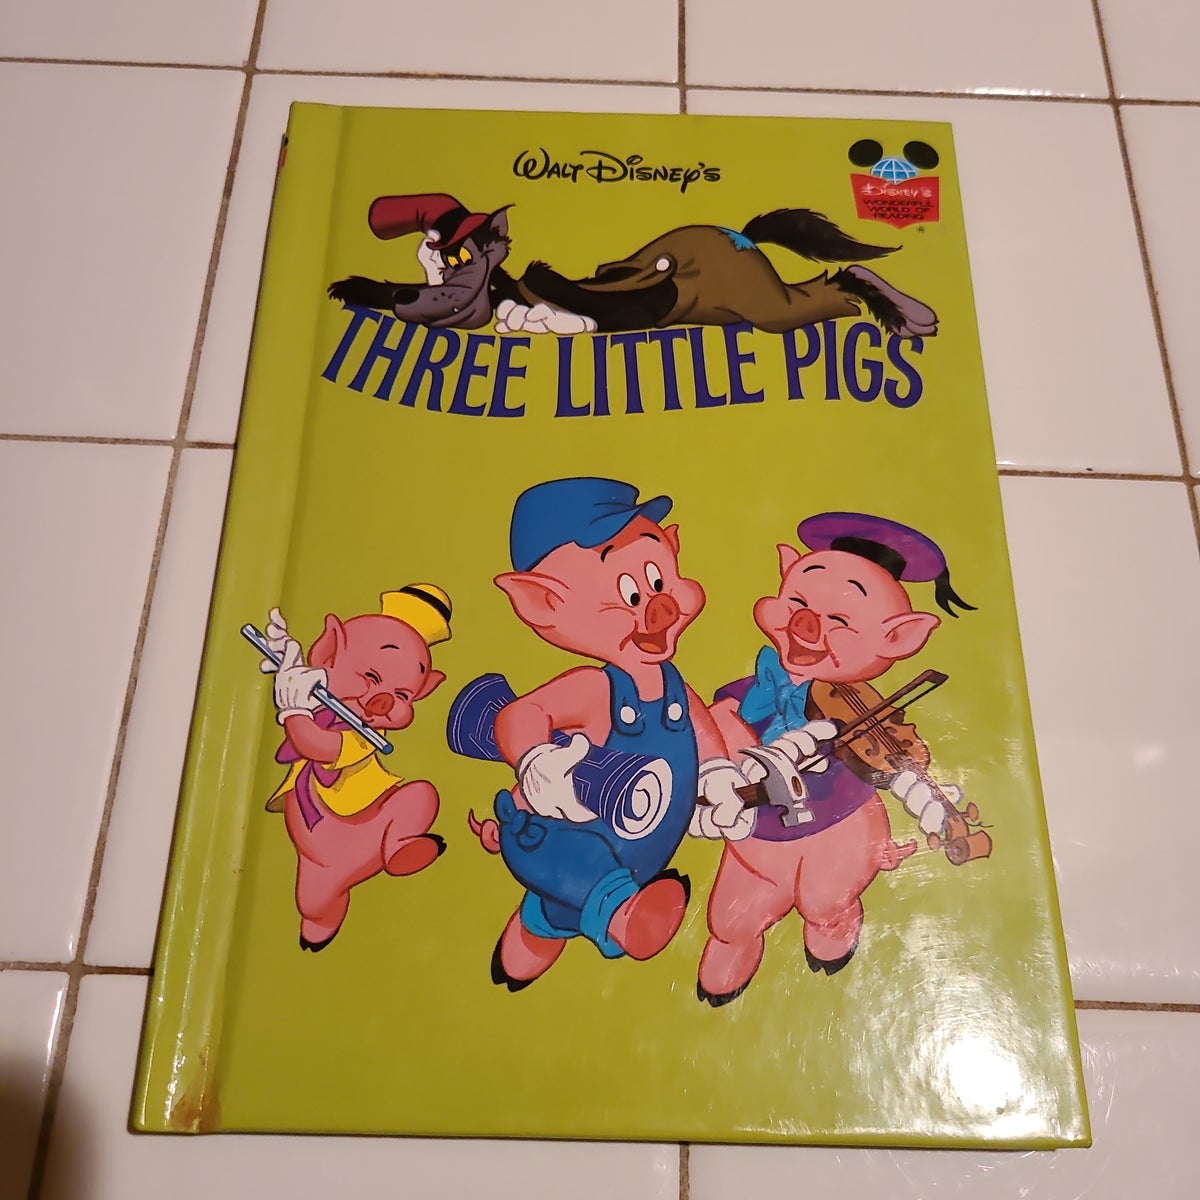 Walt Disney's
Disney's
WONDERFUL
WORLD OF
READING
®
THREE LITTLE PIGS